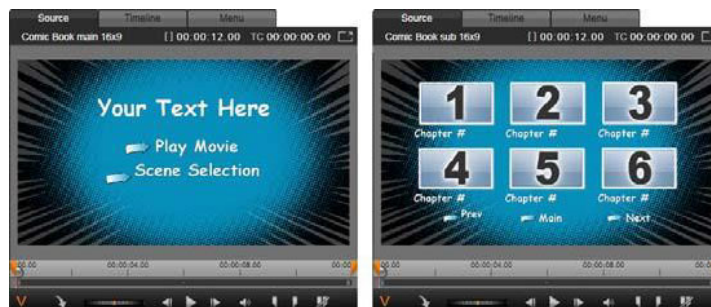 Source Timeline Menu
Comic Book main 16x9 [ ] 00:00:12.00 TC 00:00:00.00
Your Text Here
Play Movie
Scene Selection
00.00 00:00:04.00 00:00:08.00 00:00
Source Timeline Menu
Comic Book sub 16x9 [ ] 00:00:12.00 TC 00:00:00.00
1 2 3
Chapter # Chapter # Chapter #
4 5 6
Chapter # Chapter # Chapter #
Prev Main Next
00.00 00:00:04.00 00:00:08.00